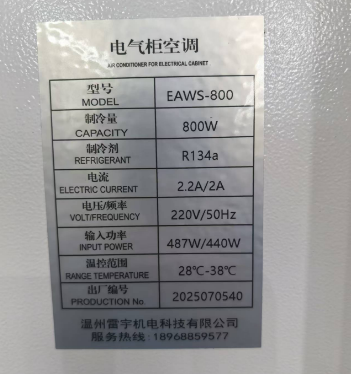 电气柜空调
AIR CONDITIONER FOR ELECTRICAL CABINET
型号
MODEL
EAWS-800
制冷量
CAPACITY
800W
制冷剂
REFRIGERANT
R134a
电流
ELECTRIC CURRENT
2.2A/2A
电压/频率
VOLT/FREQUENCY
220V/50Hz
输入功率
INPUT POWER
487W/440W
温控范围
RANGE TEMPERATURE
28℃-38℃
出厂编号
PRODUCTION No.
2025070540
温州雷宇机电科技有限公司
服务热线: 18968859577